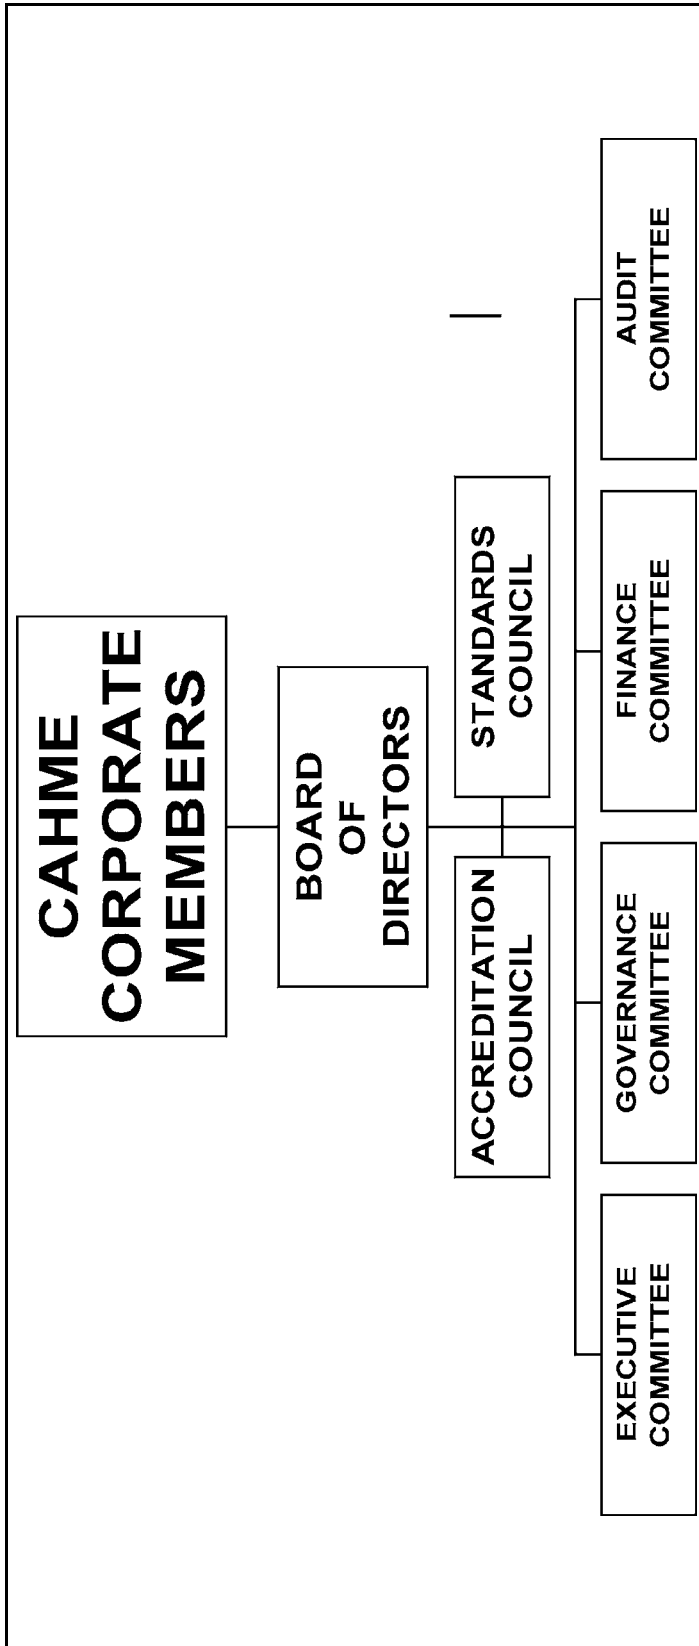 CAHME
CORPORATE
MEMBERS
BOARD
OF
DIRECTORS
ACCREDITATION
COUNCIL
STANDARDS
COUNCIL
EXECUTIVE
COMMITTEE
GOVERNANCE
COMMITTEE
FINANCE
COMMITTEE
AUDIT
COMMITTEE